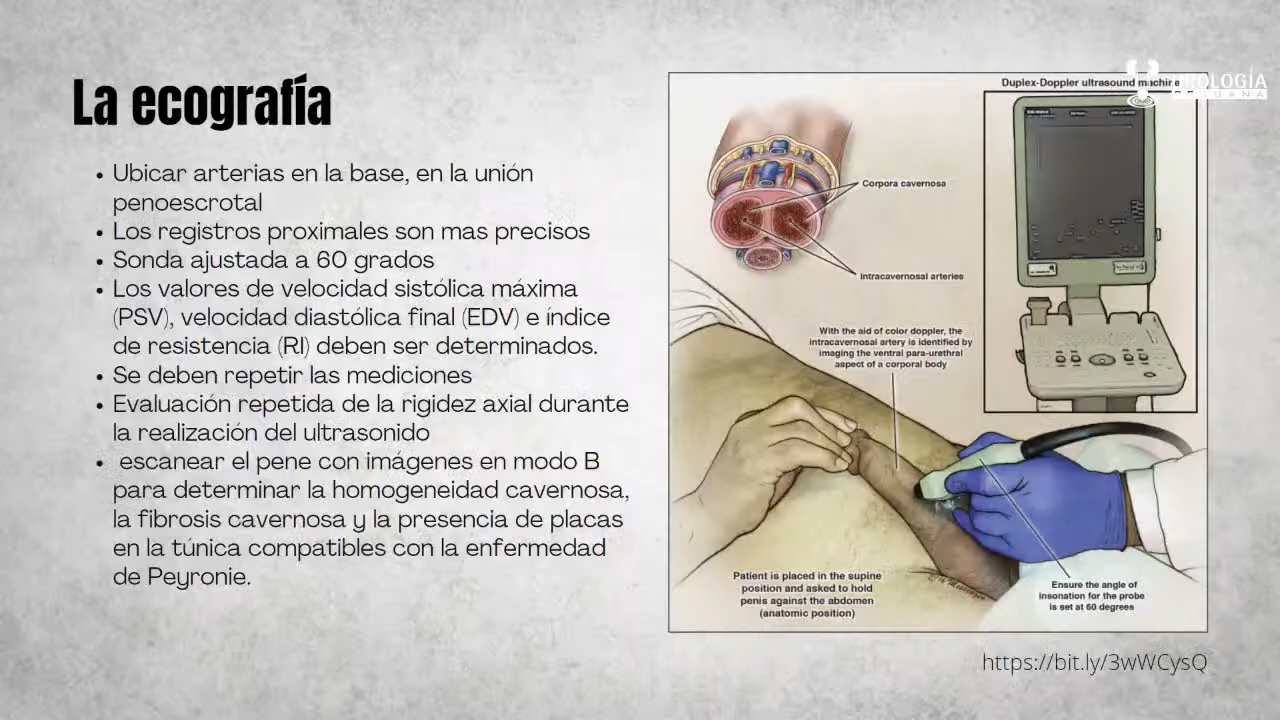 La ecografía
• Ubicar arterias en la base, en la unión
penoescrotal
• Los registros proximales son mas precisos
• Sonda ajustada a 60 grados
• Los valores de velocidad sistólica máxima
(PSV), velocidad diastólica final (EDV) e índice
de resistencia (RI) deben ser determinados.
• Se deben repetir las mediciones
• Evaluación repetida de la rigidez axial durante
la realización del ultrasonido
• escanear el pene con imágenes en modo B
para determinar la homogeneidad cavernosa,
la fibrosis cavernosa y la presencia de placas
en la túnica compatibles con la enfermedad
de Peyronie.
Duplex-Doppler ultrasound machine
UROLOGÍA
Corpora cavernosa
Intracavernosal arteries
With the aid of color doppler, the
intracavernosal artery is identified by
imaging the ventral para-urethral
aspect of a corporal body
Patient is placed in the supine
position and asked to hold
penis against the abdomen
(anatomic position)
Ensure the angle of
insonation for the probe
is set at 60 degrees
https://bit.ly/3wWCysQ